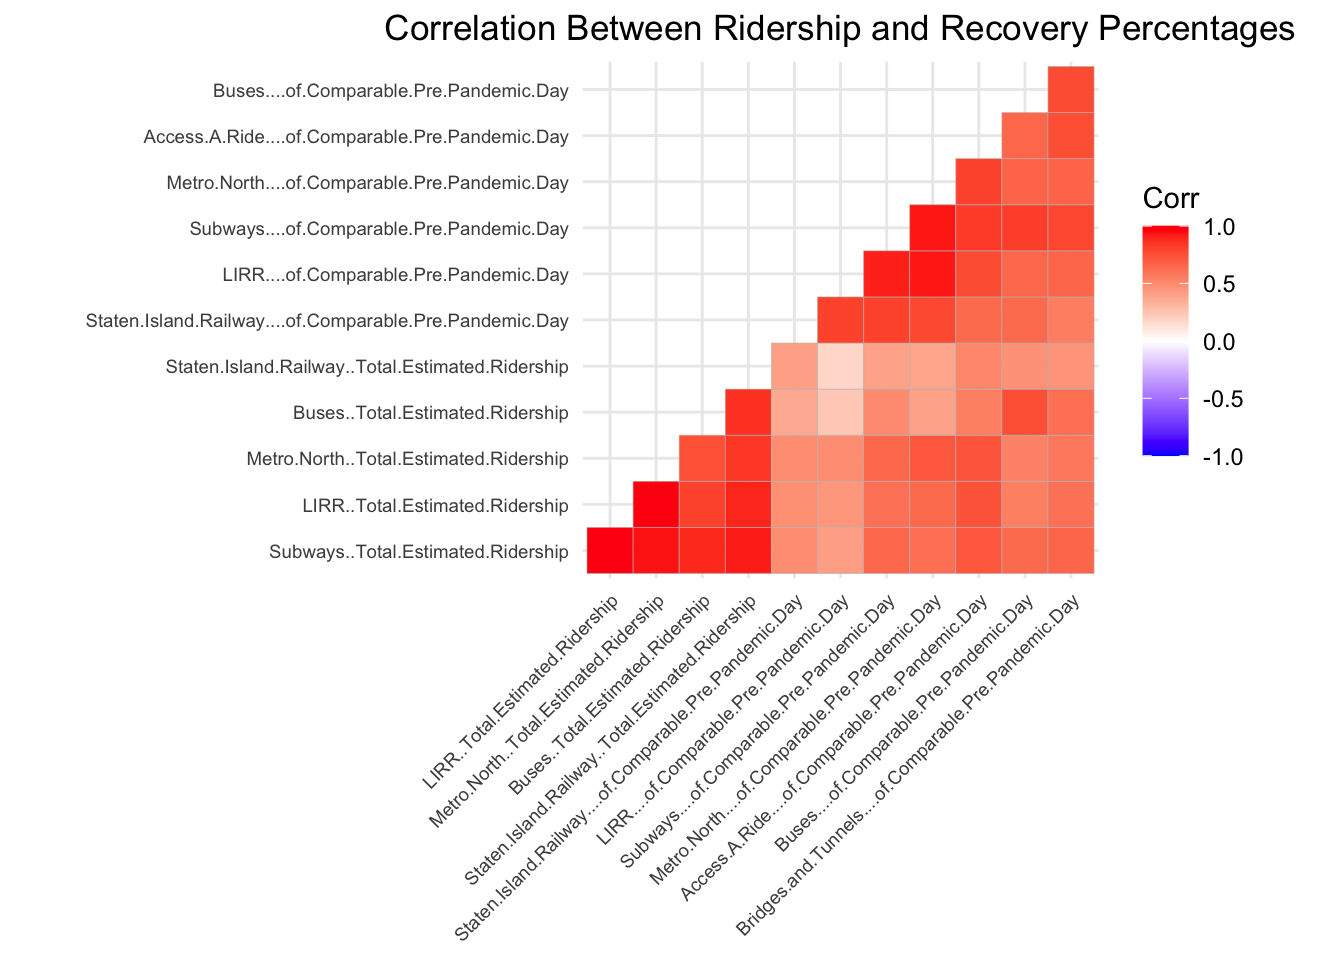 Correlation Between Ridership and Recovery Percentages
Buses....of.Comparable.Pre.Pandemic.Day
Access.A.Ride....of.Comparable.Pre.Pandemic.Day
Metro.North....of.Comparable.Pre.Pandemic.Day
Subways....of.Comparable.Pre.Pandemic.Day
LIRR....of.Comparable.Pre.Pandemic.Day
Staten.Island.Railway....of.Comparable.Pre.Pandemic.Day
Staten.Island.Railway..Total.Estimated.Ridership
Buses..Total.Estimated.Ridership
Metro.North..Total.Estimated.Ridership
LIRR..Total.Estimated.Ridership
Subways..Total.Estimated.Ridership
LIRR..Total.Estimated.Ridership
Metro.North..Total.Estimated.Ridership
Buses..Total.Estimated.Ridership
Staten.Island.Railway..Total.Estimated.Ridership
Staten.Island.Railway....of.Comparable.Pre.Pandemic.Day
LIRR....of.Comparable.Pre.Pandemic.Day
Subways....of.Comparable.Pre.Pandemic.Day
Metro.North....of.Comparable.Pre.Pandemic.Day
Access.A.Ride....of.Comparable.Pre.Pandemic.Day
Buses....of.Comparable.Pre.Pandemic.Day
Bridges.and.Tunnels....of.Comparable.Pre.Pandemic.Day
Corr
1.0
0.5
0.0
-0.5
-1.0